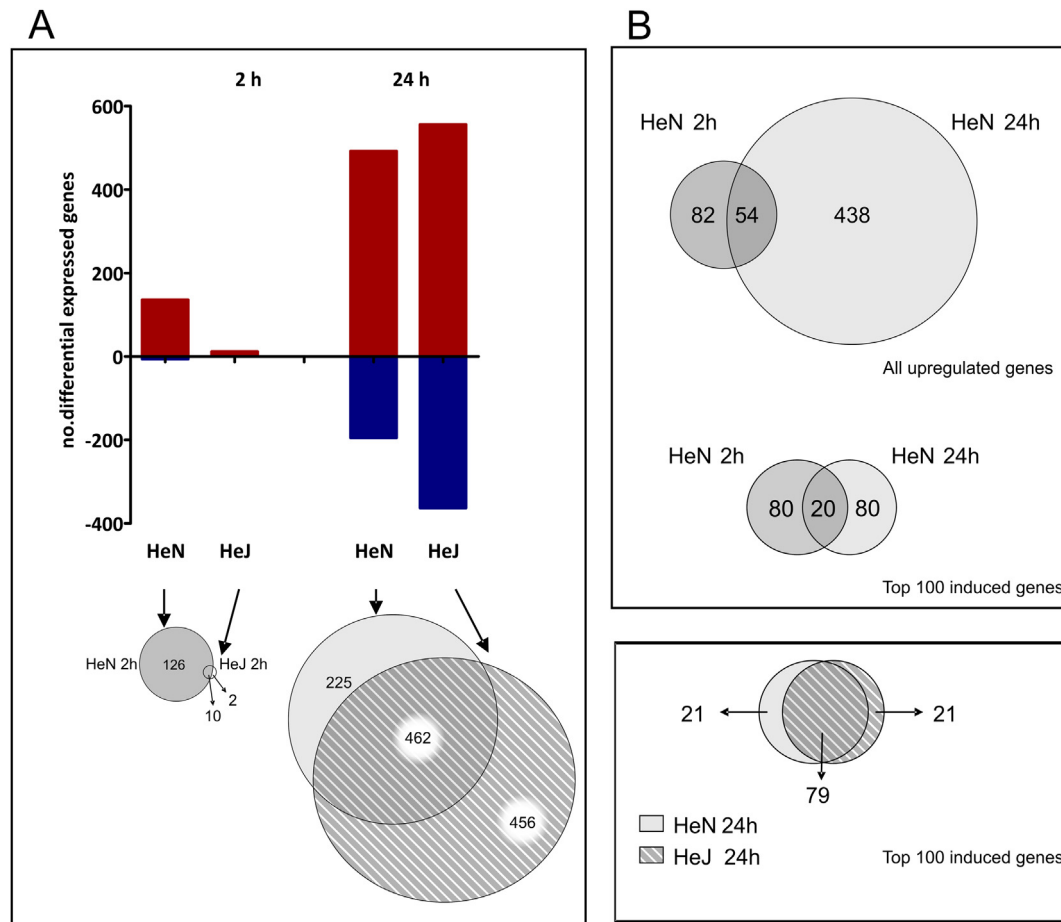 A
2 h 24 h
600
400
200
0
-200
-400
no.differential expressed genes
HeN HeJ HeN HeJ
HeN 2h 126 HeJ 2h
2
10
225
462
456
B
HeN 2h HeN 24h
82 54 438
All upregulated genes
HeN 2h HeN 24h
80 20 80
Top 100 induced genes
21 21
79
HeN 24h
HeJ 24h
Top 100 induced genes